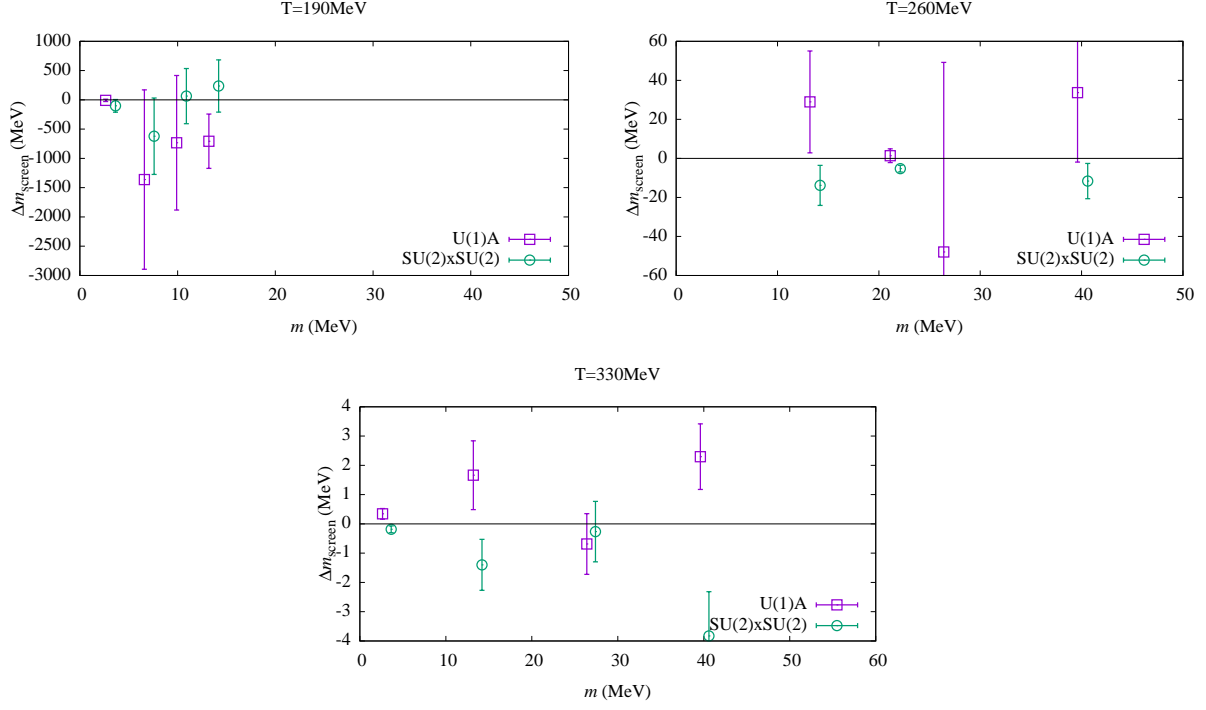 T=190MeV
1000
500
0
-500
-1000
-1500
-2000
-2500
-3000
Δm_screen (MeV)
U(1)A
SU(2)xSU(2)
0 10 20 30 40 50
m (MeV)
T=260MeV
60
40
20
0
-20
-40
-60
Δm_screen (MeV)
U(1)A
SU(2)xSU(2)
0 10 20 30 40 50
m (MeV)
T=330MeV
4
3
2
1
0
-1
-2
-3
-4
Δm_screen (MeV)
U(1)A
SU(2)xSU(2)
0 10 20 30 40 50 60
m (MeV)